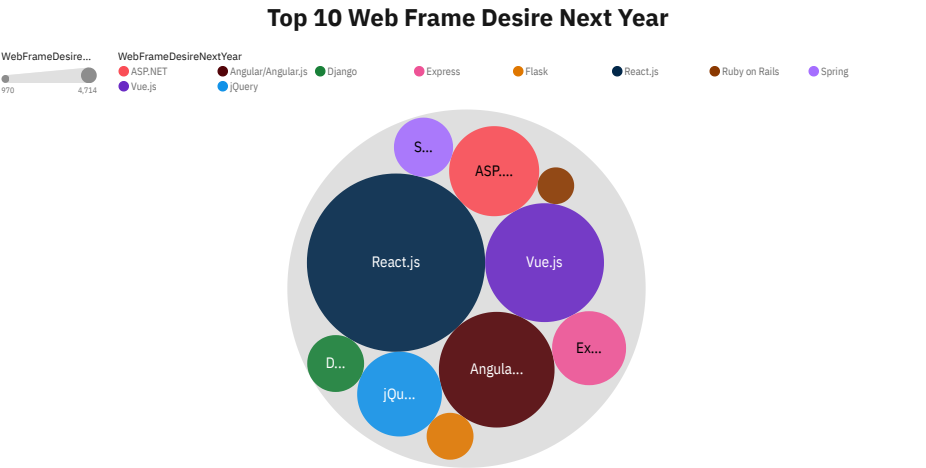 Top 10 Web Frame Desire Next Year
WebFrameDesire...
970 4,714
WebFrameDesireNextYear
ASP.NET Angular/Angular.js Django Express Flask React.js Ruby on Rails Spring
Vue.js jQuery
S...
ASP....
React.js
Vue.js
Ex...
D...
Angula...
jQu...